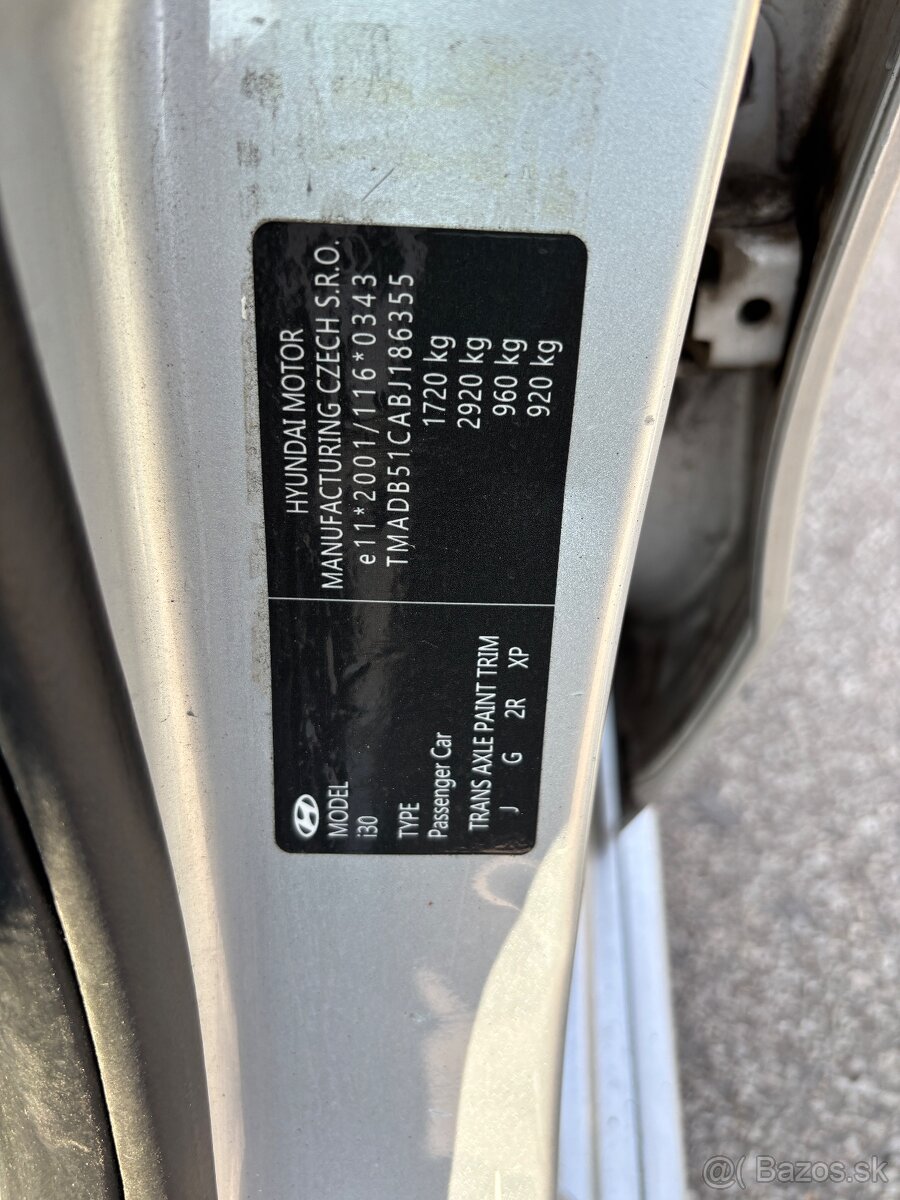 MODEL
i30
TYPE
Passenger Car
TRANS AXLE PAINT TRIM
J G 2R XP
HYUNDAI MOTOR
MANUFACTURING CZECH S.R.O.
e11*2001/116*0343
TMADB51CABJ186355
1720 kg
2920 kg
960 kg
920 kg
@( Bazos.sk